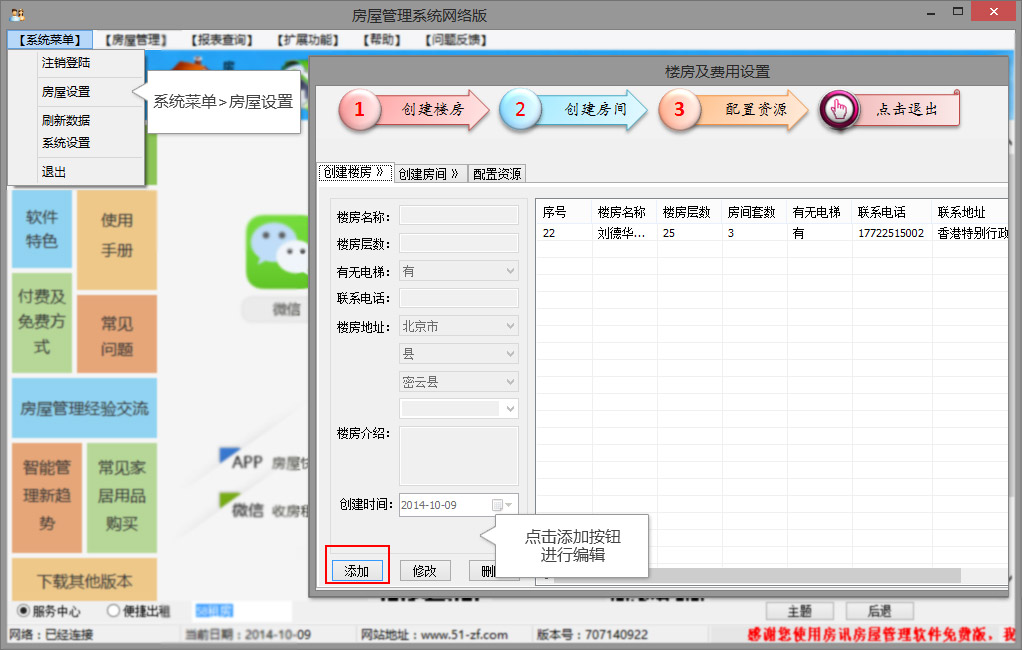 房屋管理系统网络版
【系统菜单】 【房屋管理】 【报表查询】 【扩展功能】 【帮助】 【问题反馈】
注销登陆
房屋设置
刷新数据
系统设置
退出
系统菜单>房屋设置
楼房及费用设置
1 创建楼房
2 创建房间
3 配置资源
点击退出
创建楼房 》 创建房间 》 配置资源
楼房名称:
楼房层数:
有无电梯: 有
联系电话:
楼房地址: 北京市
县
密云县
楼房介绍:
创建时间: 2014-10-09
添加 修改 删
序号 楼房名称 楼房层数 房间套数 有无电梯 联系电话 联系地址
22 刘德华... 25 3 有 17722515002 香港特别行政
点击添加按钮
进行编辑
软件
特色
使用
手册
付费及
免费方
式
常见
问题
房屋管理经验交流
智能管
理新趋
势
常见家
居用品
购买
下载其他版本
微信
APP 房屋
微信 收房租
服务中心 便捷出租
主题 后退
网络：已经连接 当前日期：2014-10-09 网站地址：www.51-zf.com 版本号：707140922 感谢您使用房讯房屋管理软件免费版，我